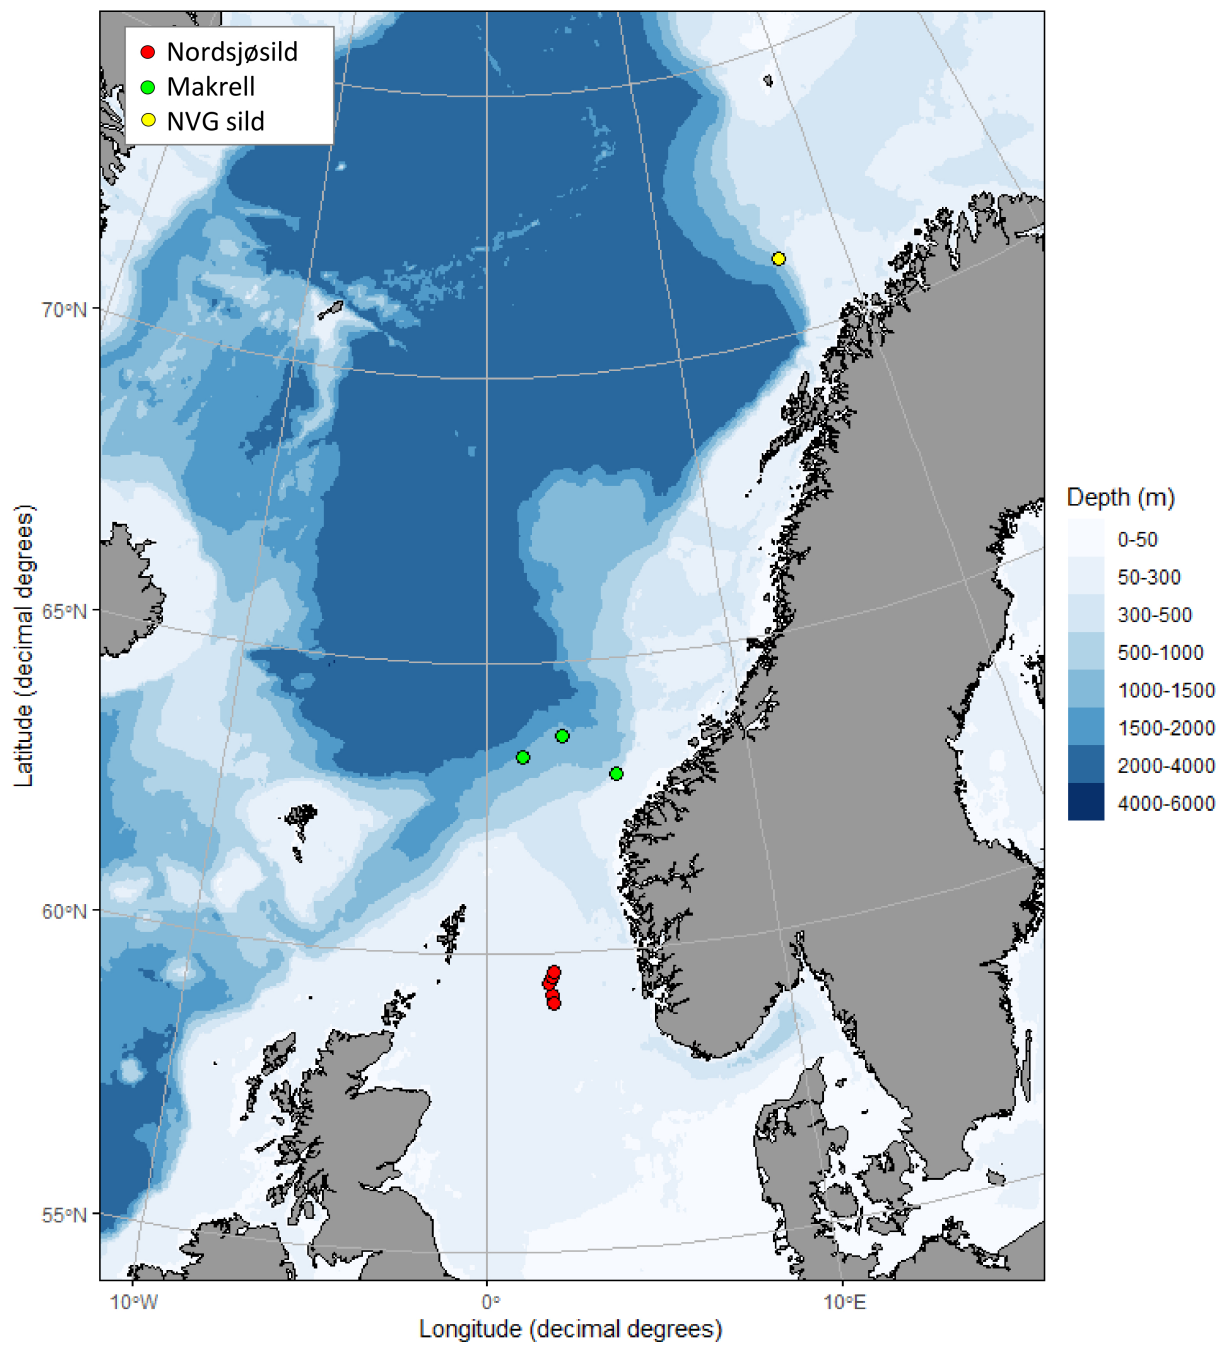 Nordsjøsild
Makrell
NVG sild
70°N
65°N
60°N
55°N
Latitude (decimal degrees)
10°W
0°
10°E
Longitude (decimal degrees)
Depth (m)
0-50
50-300
300-500
500-1000
1000-1500
1500-2000
2000-4000
4000-6000